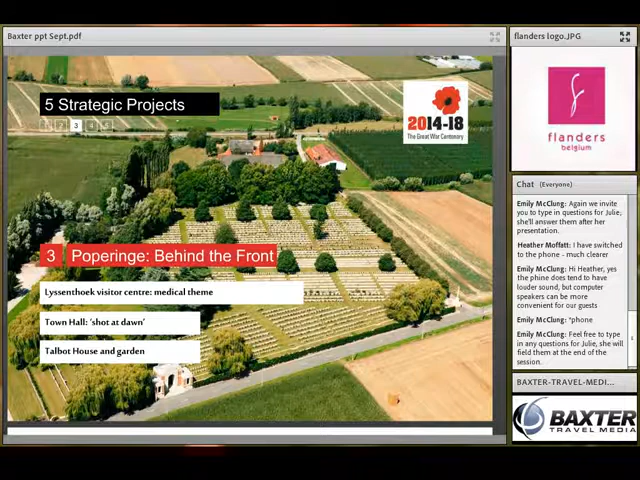 Baxter ppt Sept.pdf
flanders logo.JPG
5 Strategic Projects
1 2 3 4 5
2014-18
The Great War Centenary
flanders
belgium
Chat (Everyone)
Emily McClung: Again we invite
you to type in questions for Julie;
she'll answer them after her
presentation.
Heather Moffatt: I have switched
to the phone - much clearer
Emily McClung: Hi Heather, yes
the phine does tend to have
louder sound, but computer
speakers can be more
convenient for our guests
Emily McClung: *phone
Emily McClung: Feel free to type
in any questions for Julie, she will
field them at the end of the
session.
3 Poperinge: Behind the Front
Lyssenthoek visitor centre: medical theme
Town Hall: 'shot at dawn'
Talbot House and garden
BAXTER-TRAVEL-MEDI...
BAXTER
TRAVEL MEDIA